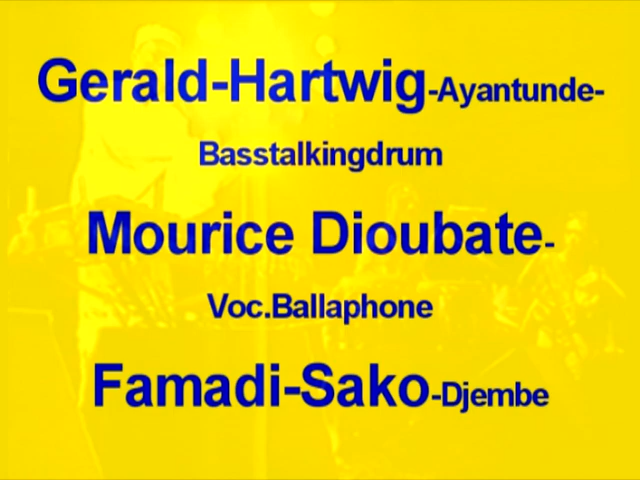 Gerald-Hartwig-Ayantunde-
Basstalkingdrum
Mourice Dioubate-
Voc.Ballaphone
Famadi-Sako-Djembe